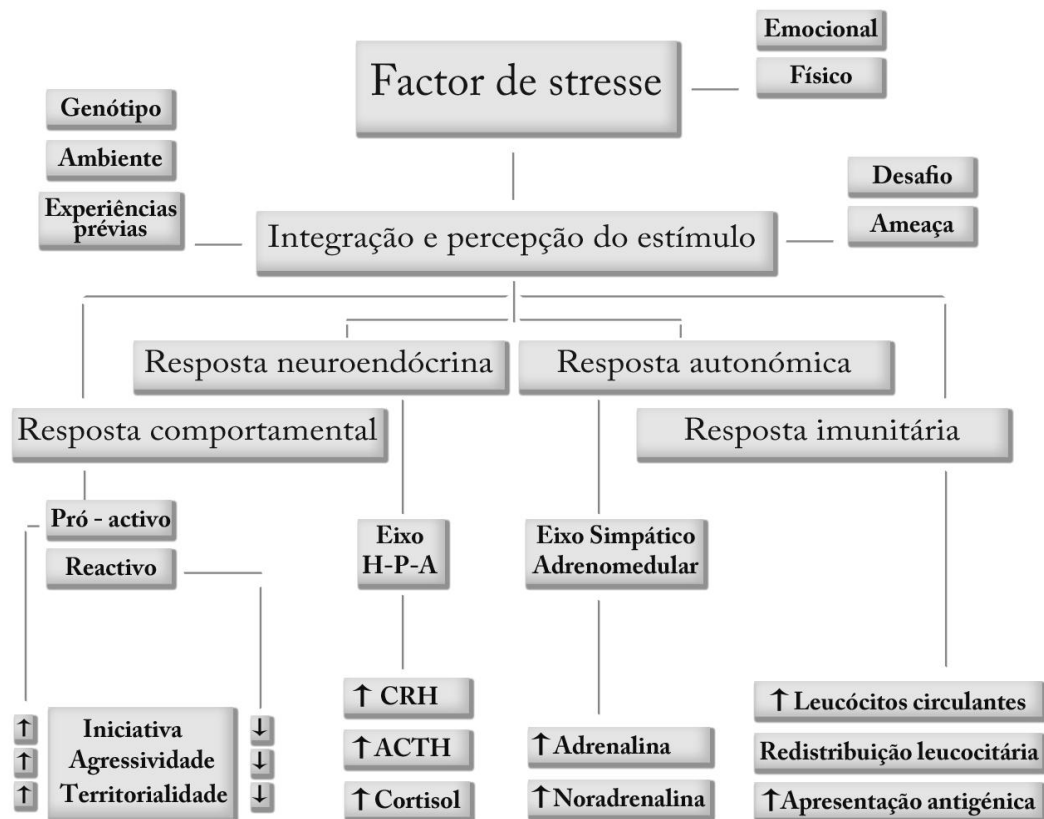 Factor de stresse
Emocional
Físico
Genótipo
Ambiente
Experiências
prévias
Desafio
Ameaça
Integração e percepção do estímulo
Resposta neuroendócrina
Resposta autonómica
Resposta comportamental
Resposta imunitária
Pró - activo
Reactivo
Eixo
H-P-A
Eixo Simpático
Adrenomedular
↑ Iniciativa ↓
↑ Agressividade ↓
↑ Territorialidade ↓
↑ CRH
↑ ACTH
↑ Cortisol
↑ Adrenalina
↑ Noradrenalina
↑ Leucócitos circulantes
Redistribuição leucocitária
↑ Apresentação antigénica